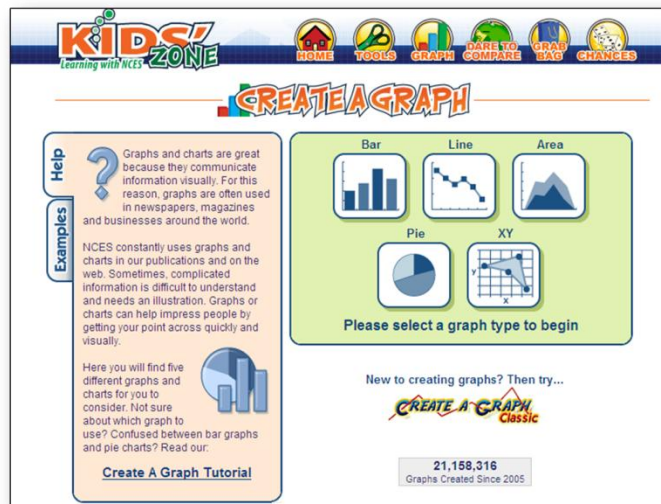 KIDS' ZONE
Learning with NCES
HOME
TOOLS
GRAPH
DARE TO COMPARE
GRAB BAG
CHANCES
CREATE A GRAPH
Help
Examples
?
Graphs and charts are great
because they communicate
information visually. For this
reason, graphs are often used
in newspapers, magazines
and businesses around the world.
NCES constantly uses graphs and
charts in our publications and on the
web. Sometimes, complicated
information is difficult to understand
and needs an illustration. Graphs or
charts can help impress people by
getting your point across quickly and
visually.
Here you will find five
different graphs and
charts for you to
consider. Not sure
about which graph to
use? Confused between bar graphs
and pie charts? Read our:
Create A Graph Tutorial
Bar
Line
Area
Pie
XY
y
X
Please select a graph type to begin
New to creating graphs? Then try...
CREATE A GRAPH
Classic
21,158,316
Graphs Created Since 2005